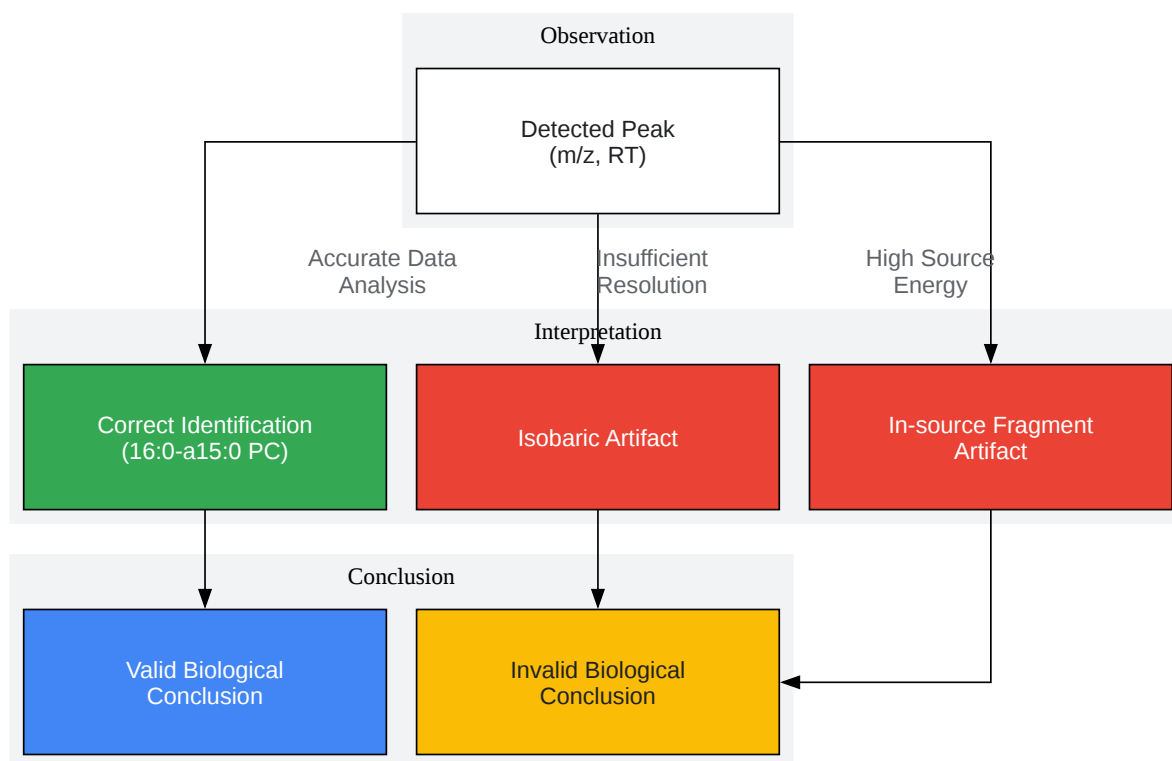 Observation
Detected Peak
(m/z, RT)
Accurate Data
Analysis
Insufficient
Resolution
High Source
Energy
Interpretation
Correct Identification
(16:0-a15:0 PC)
Isobaric Artifact
In-source Fragment
Artifact
Conclusion
Valid Biological
Conclusion
Invalid Biological
Conclusion